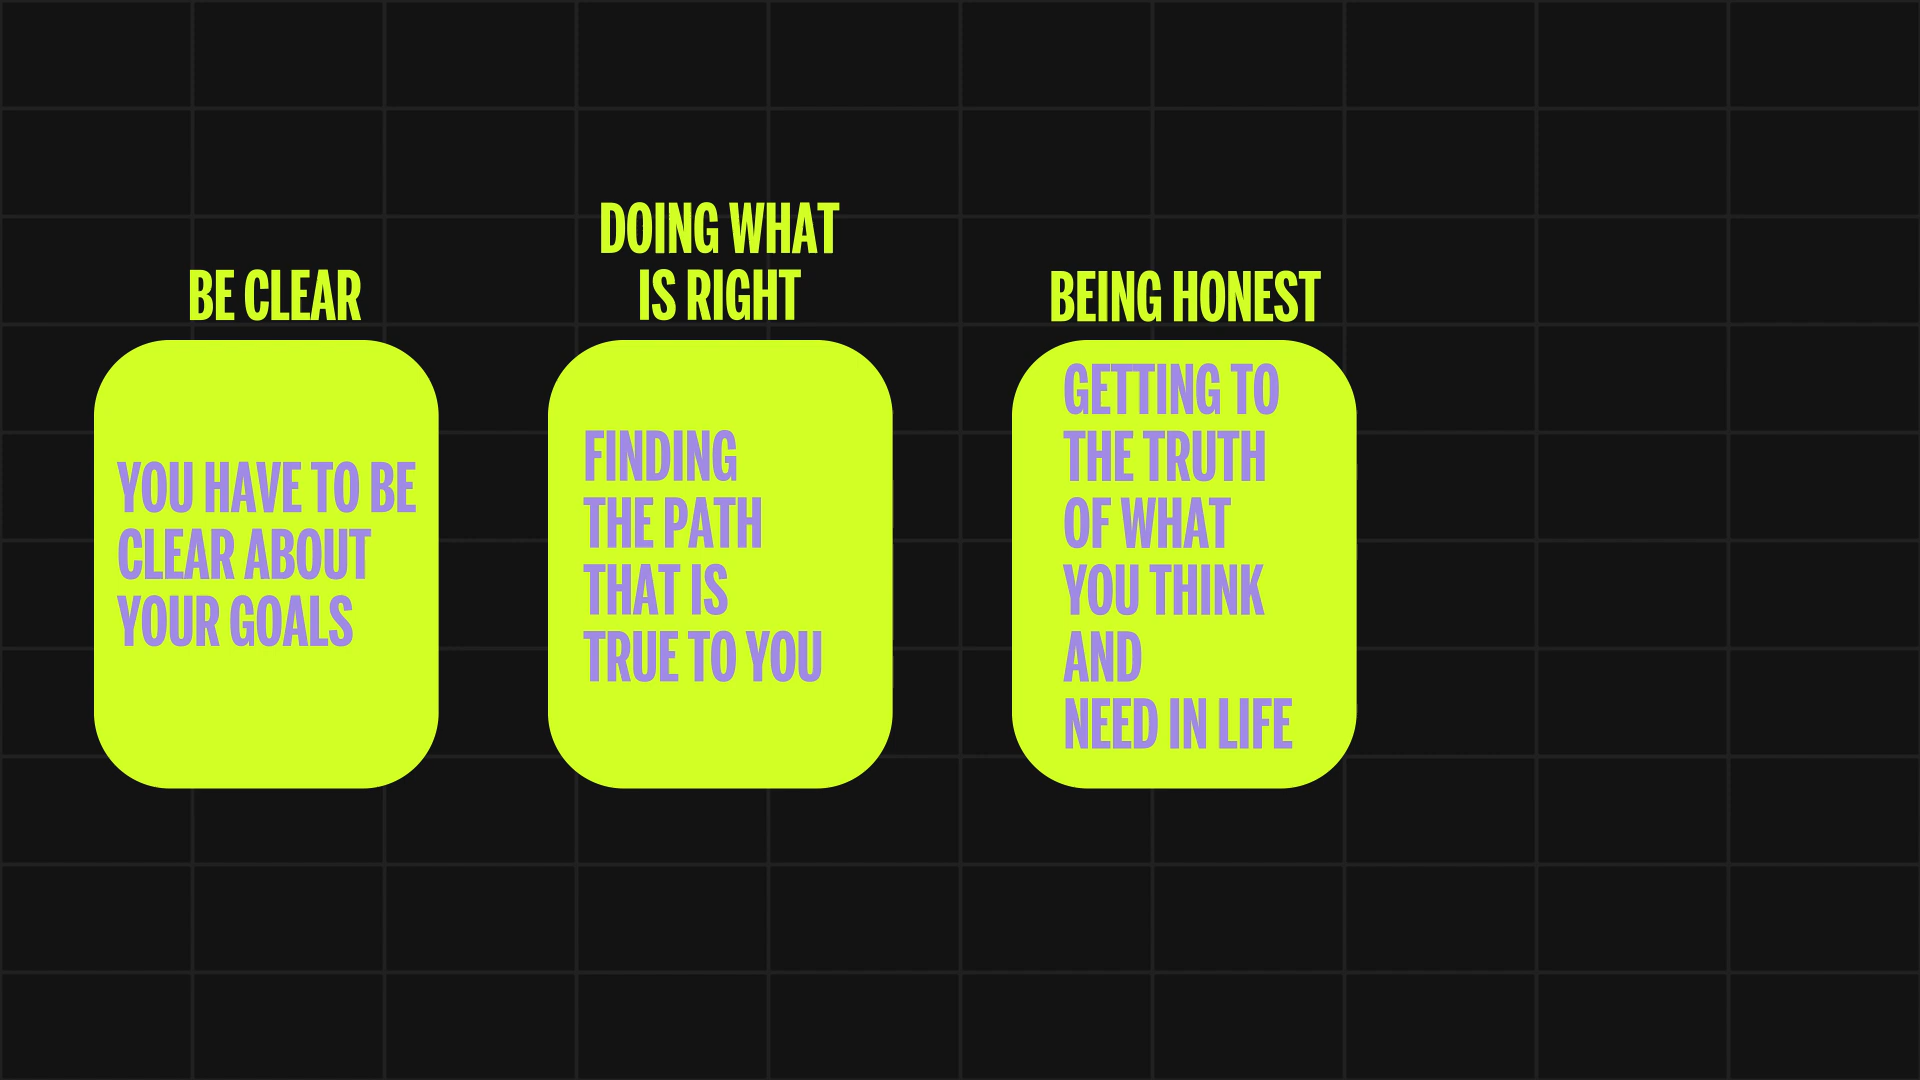 BE CLEAR
YOU HAVE TO BE
CLEAR ABOUT
YOUR GOALS
DOING WHAT
IS RIGHT
FINDING
THE PATH
THAT IS
TRUE TO YOU
BEING HONEST
GETTING TO
THE TRUTH
OF WHAT
YOU THINK
AND
NEED IN LIFE